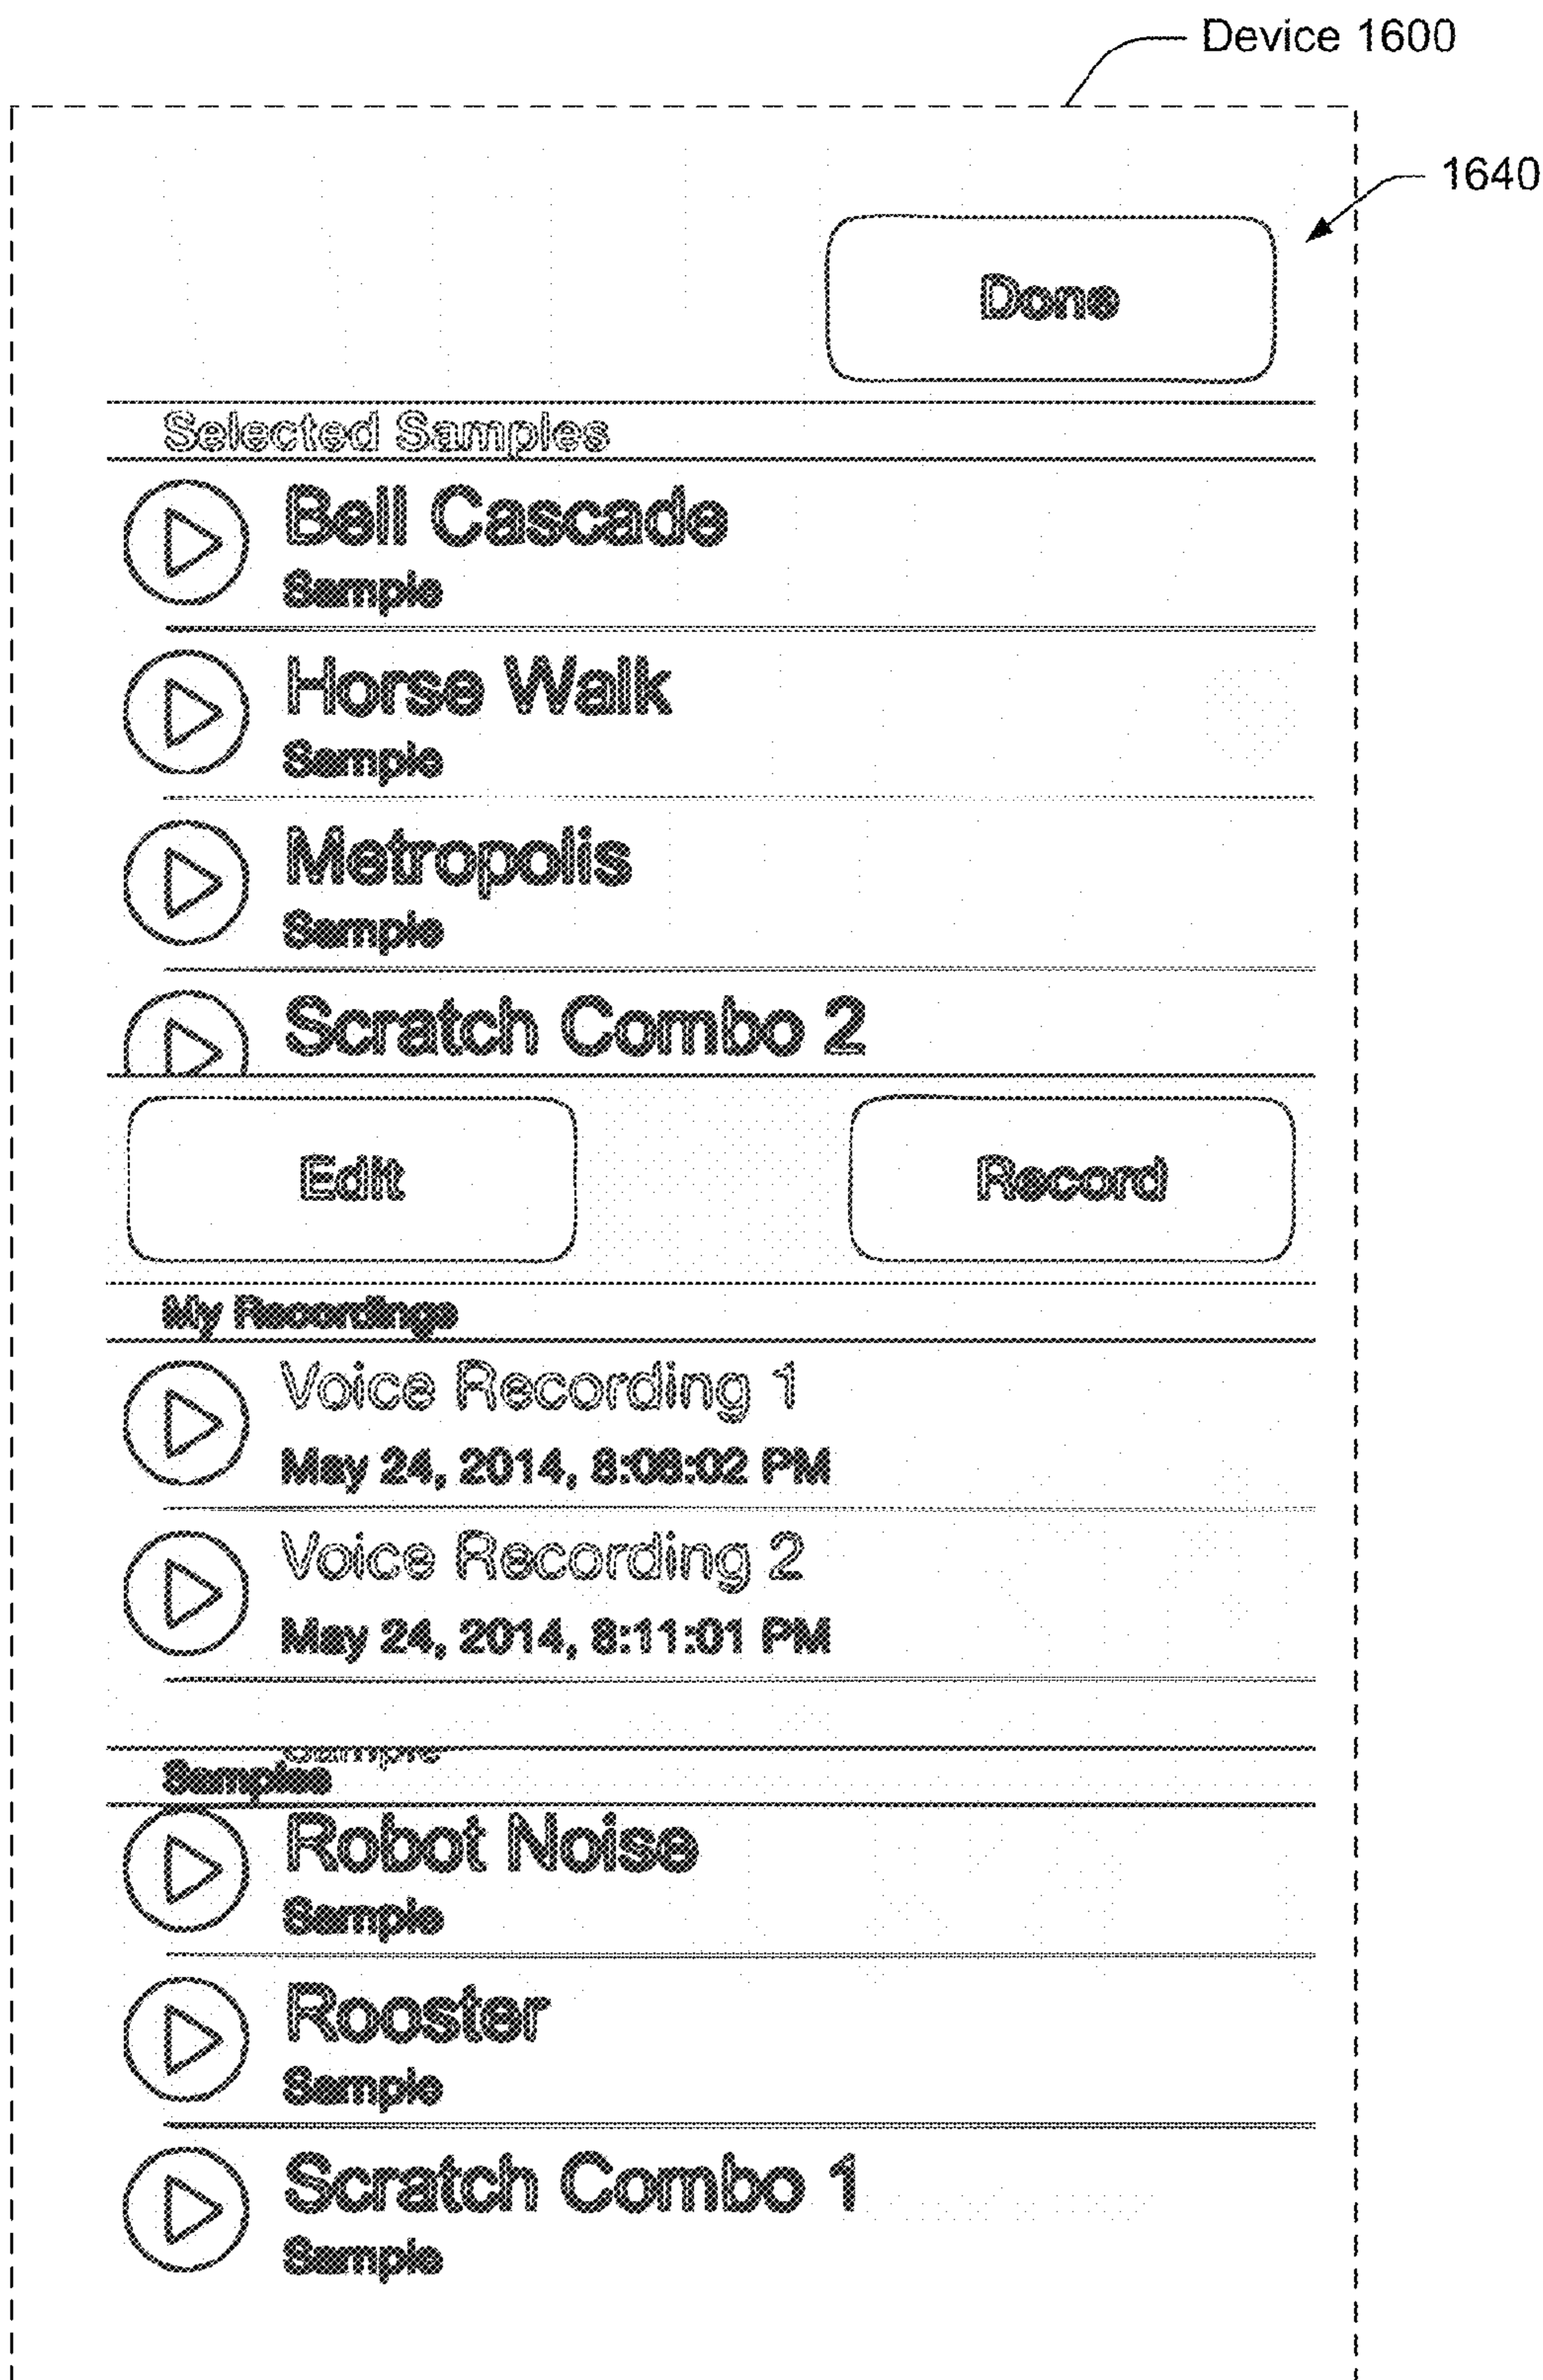 Device 1600
1640
Done
Selected Samples
Bell Cascade
Sample
Horse Walk
Sample
Metropolis
Sample
Scratch Combo 2
Edit
Record
My Recordings
Voice Recording 1
May 24, 2014, 8:08:02 PM
Voice Recording 2
May 24, 2014, 8:11:01 PM
Sample
Samples
Robot Noise
Sample
Rooster
Sample
Scratch Combo 1
Sample